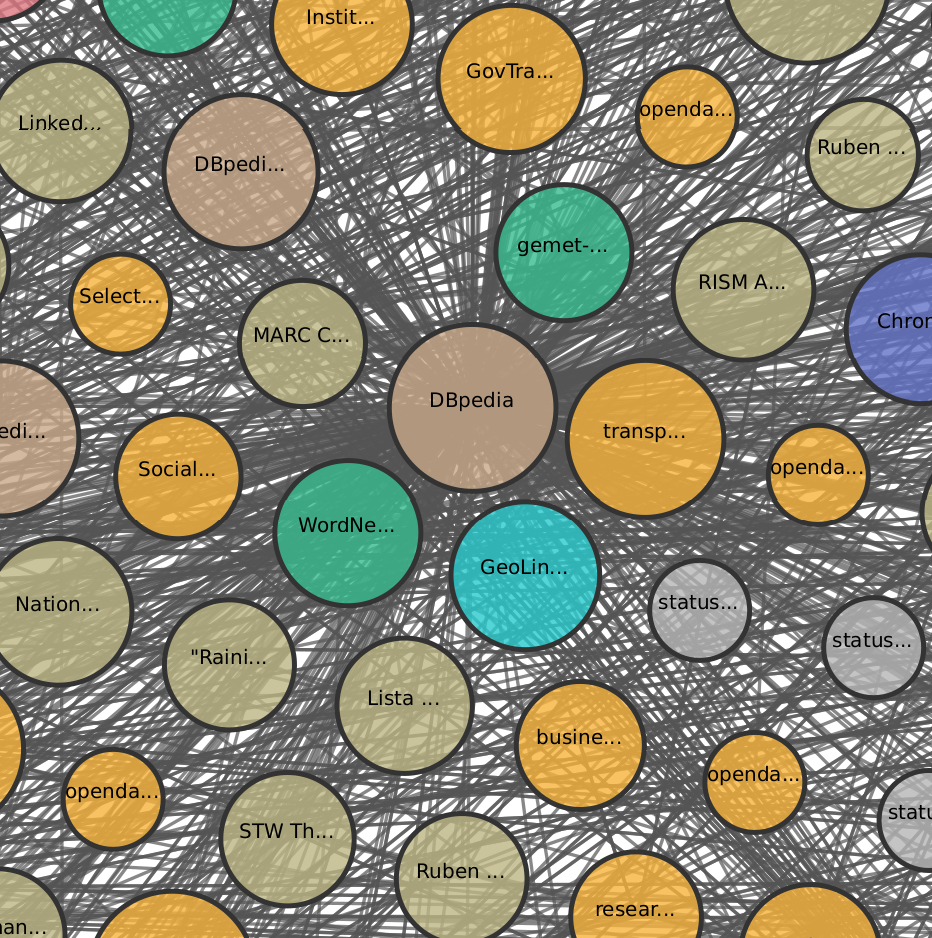 Instit...
GovTra...
openda...
Linked...
Ruben ...
DBpedi...
gemet-...
RISM A...
Select...
Chron
MARC C...
DBpedia
edi...
transp...
Social...
openda...
WordNe...
GeoLin...
Nation...
status...
status...
"Raini...
Lista ...
busine...
openda...
openda...
statu
STW Th...
Ruben ...
resear...
an...